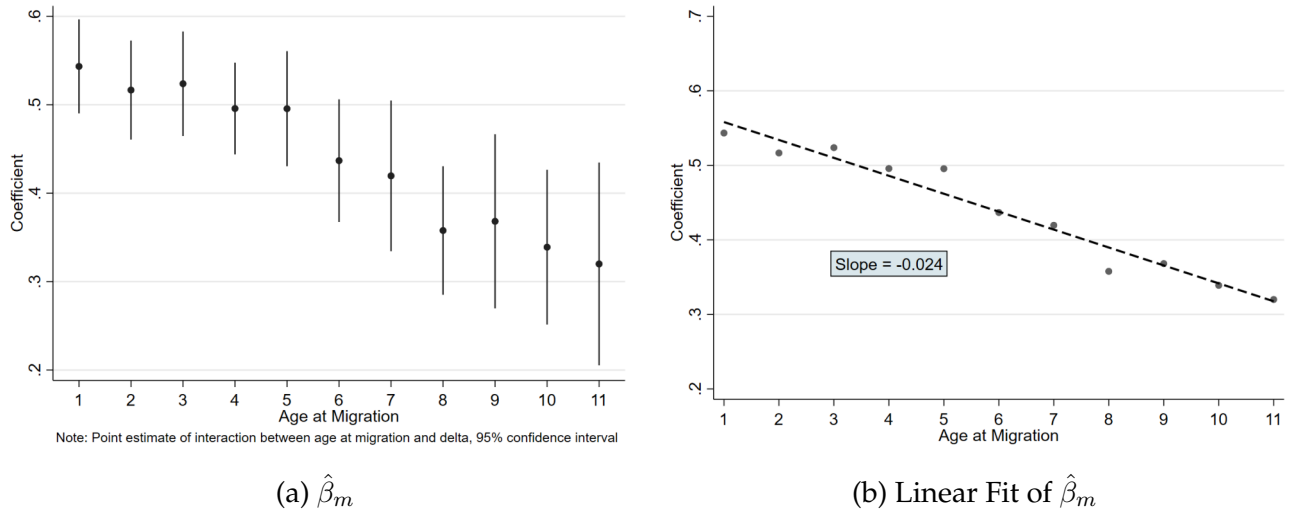 .6
.5
.4
.3
.2
Coefficient
1 2 3 4 5 6 7 8 9 10 11
Age at Migration
Note: Point estimate of interaction between age at migration and delta, 95% confidence interval
(a) β̂ₘ
.7
.6
.5
.4
.3
.2
Coefficient
Slope = -0.024
1 2 3 4 5 6 7 8 9 10 11
Age at Migration
(b) Linear Fit of β̂ₘ